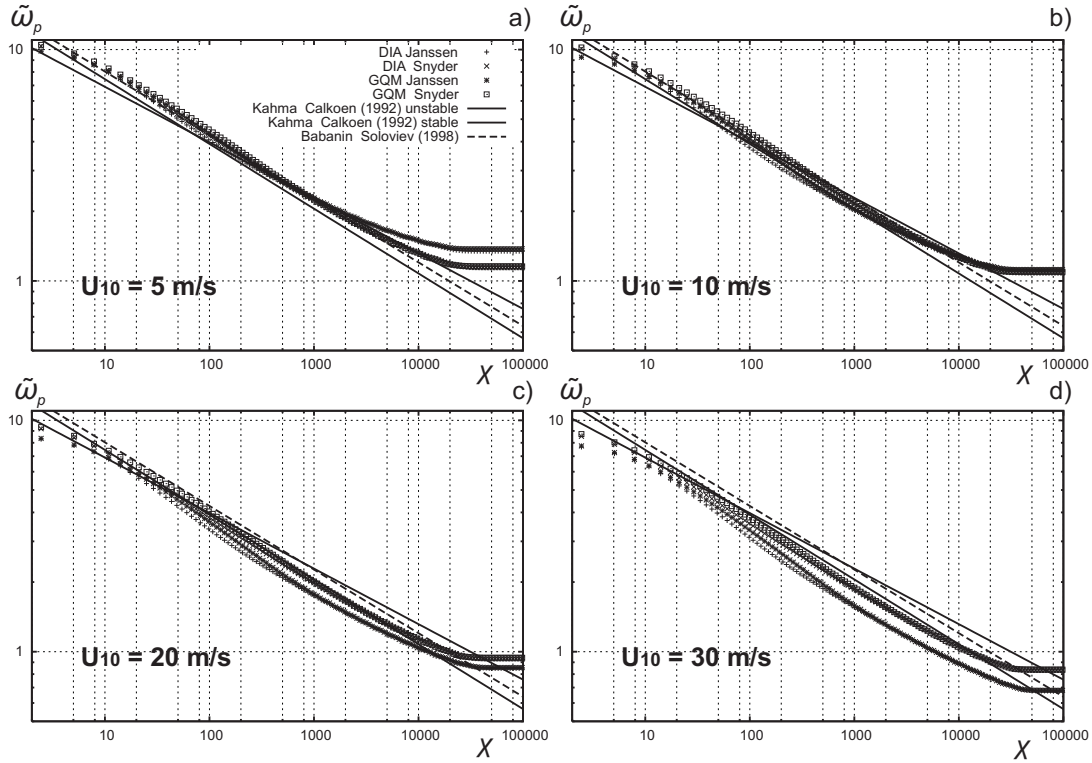 ω̃p a)
10
1
DIA Janssen
DIA Snyder
GQM Janssen
GQM Snyder
Kahma Calkoen (1992) unstable
Kahma Calkoen (1992) stable
Babanin Soloviev (1998)
U10 = 5 m/s
10 100 1000 10000 100000
χ
ω̃p b)
10
1
U10 = 10 m/s
10 100 1000 10000 100000
χ
ω̃p c)
10
1
U10 = 20 m/s
10 100 1000 10000 100000
χ
ω̃p d)
10
1
U10 = 30 m/s
10 100 1000 10000 100000
χ